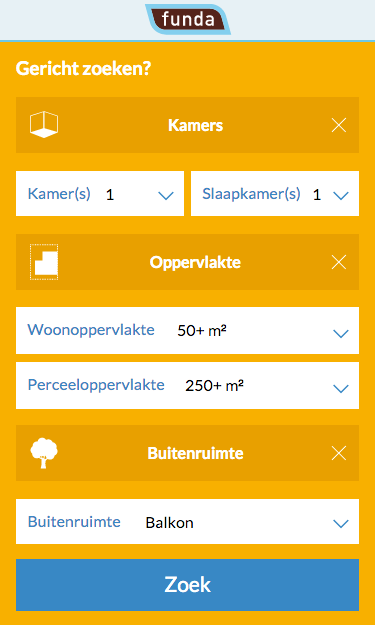 funda
Gericht zoeken?
Kamers
Kamer(s) 1 Slaapkamer(s) 1
Oppervlakte
Woonoppervlakte 50+ m²
Perceeloppervlakte 250+ m²
Buitenruimte
Buitenruimte Balkon
Zoek